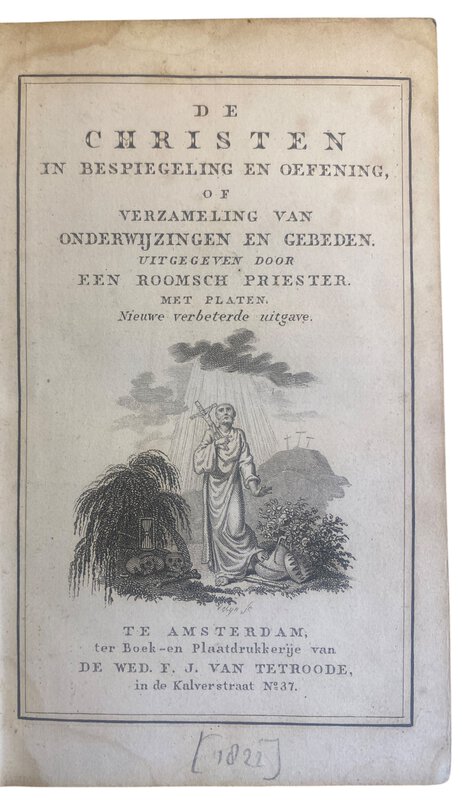 DE
CHRISTEN
IN BESPIEGELING EN OEFENING,
OF
VERZAMELING VAN
ONDERWIJZINGEN EN GEBEDEN.
UITGEGEVEN DOOR
EEN ROOMSCH PRIESTER.
MET PLATEN.
Nieuwe verbeterde uitgave.
TE AMSTERDAM,
ter Boek-en Plaatdrukkerije van
DE WED. F. J. VAN TETROODE,
in de Kalverstraat No. 37.